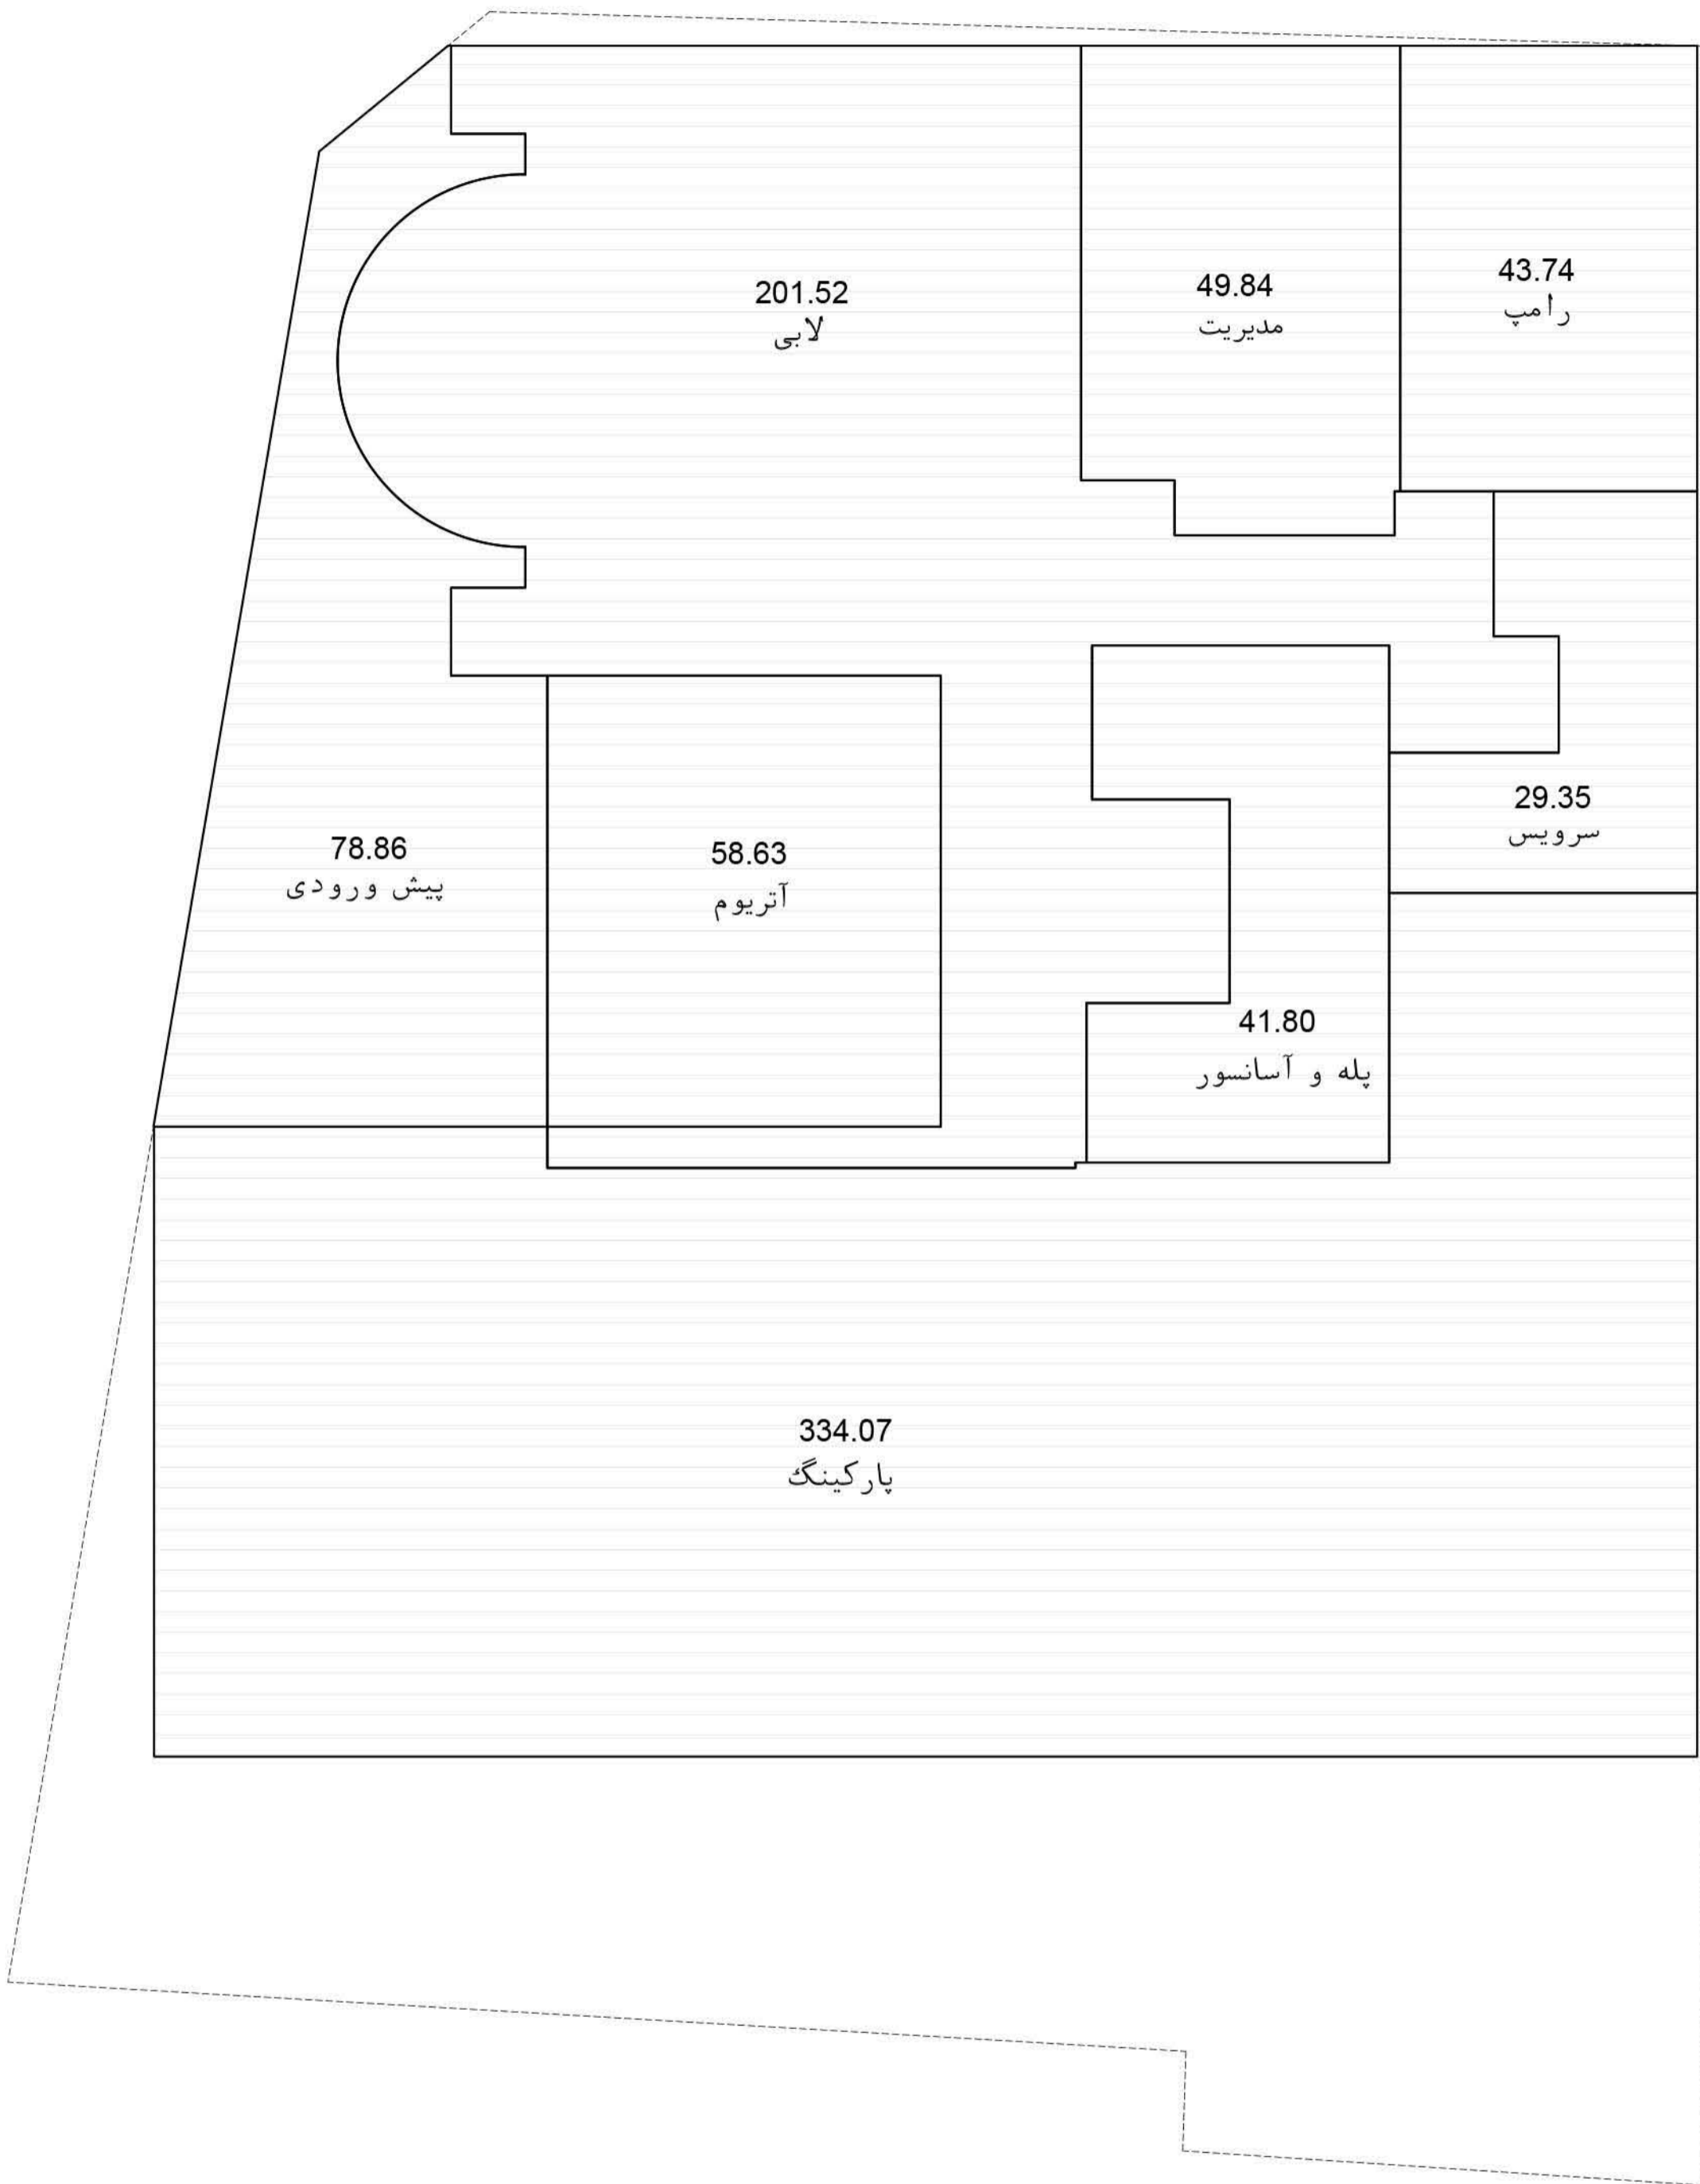 43.74
رامپ
49.84
مدیریت
201.52
لابی
29.35
سرویس
58.63
آتریوم
78.86
پیش ورودی
41.80
پله و آسانسور
334.07
پارکینگ